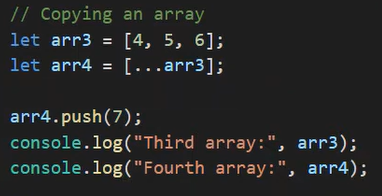 // Copying an array
let arr3 = [4, 5, 6];
let arr4 = [...arr3];
arr4.push(7);
console.log("Third array:", arr3);
console.log("Fourth array:", arr4);